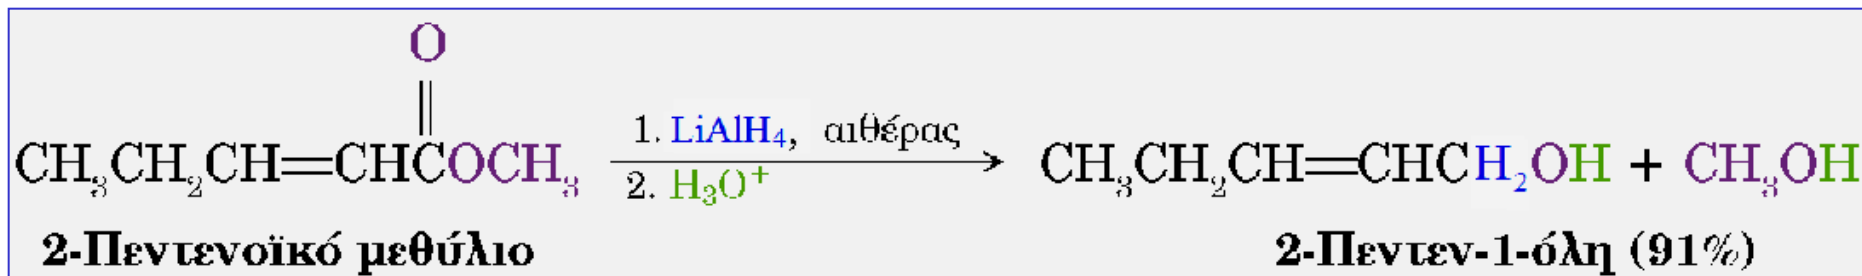 O
1. LiAlH₄, αιθέρας
CH₃CH₂CH=CHCOCH₃ CH₃CH₂CH=CHCH₂OH + CH₃OH
2. H₃O⁺
2-Πεντενοϊκό μεθύλιο 2-Πεντεν-1-όλη (91%)